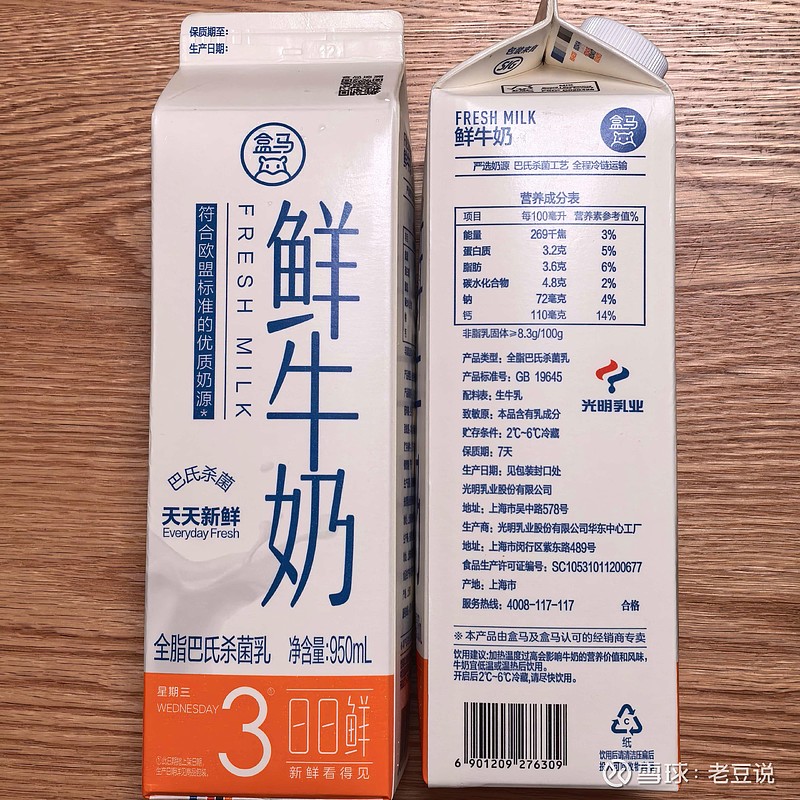 保质期至:
生产日期:
盒马
符合欧盟标准的优质奶源*
FRESH MILK
鲜牛奶
巴氏杀菌
天天新鲜
Everyday Fresh
全脂巴氏杀菌乳 净含量:950mL
星期三
WEDNESDAY
3
日日鲜
新鲜看得见
FRESH MILK
鲜牛奶
盒马
严选奶源 巴氏杀菌工艺 全程冷链运输
营养成分表
项目 每100毫升 营养素参考值%
能量 269千焦 3%
蛋白质 3.2克 5%
脂肪 3.6克 6%
碳水化合物 4.8克 2%
钠 72毫克 4%
钙 110毫克 14%
非脂乳固体≥8.3g/100g
产品类型: 全脂巴氏杀菌乳
产品标准号: GB 19645
配料表: 生牛乳
致敏原: 本品含有乳成分
贮存条件: 2℃~6℃冷藏
保质期: 7天
生产日期: 见包装封口处
光明乳业股份有限公司
地址: 上海市吴中路578号
生产商: 光明乳业股份有限公司华东中心工厂
地址: 上海市闵行区紫东路489号
食品生产许可证编号: SC10531011200677
产地: 上海市
服务热线: 4008-117-117 合格
光明乳业
※本产品由盒马及盒马认可的经销商专卖
饮用建议:加热温度过高会影响牛奶的营养价值和风味,
牛奶宜低温或温热后饮用。
开启后2℃~6℃冷藏,请尽快饮用。
6 901209 276309
C
纸
饮用后请清洁压扁后
雪球:老豆说